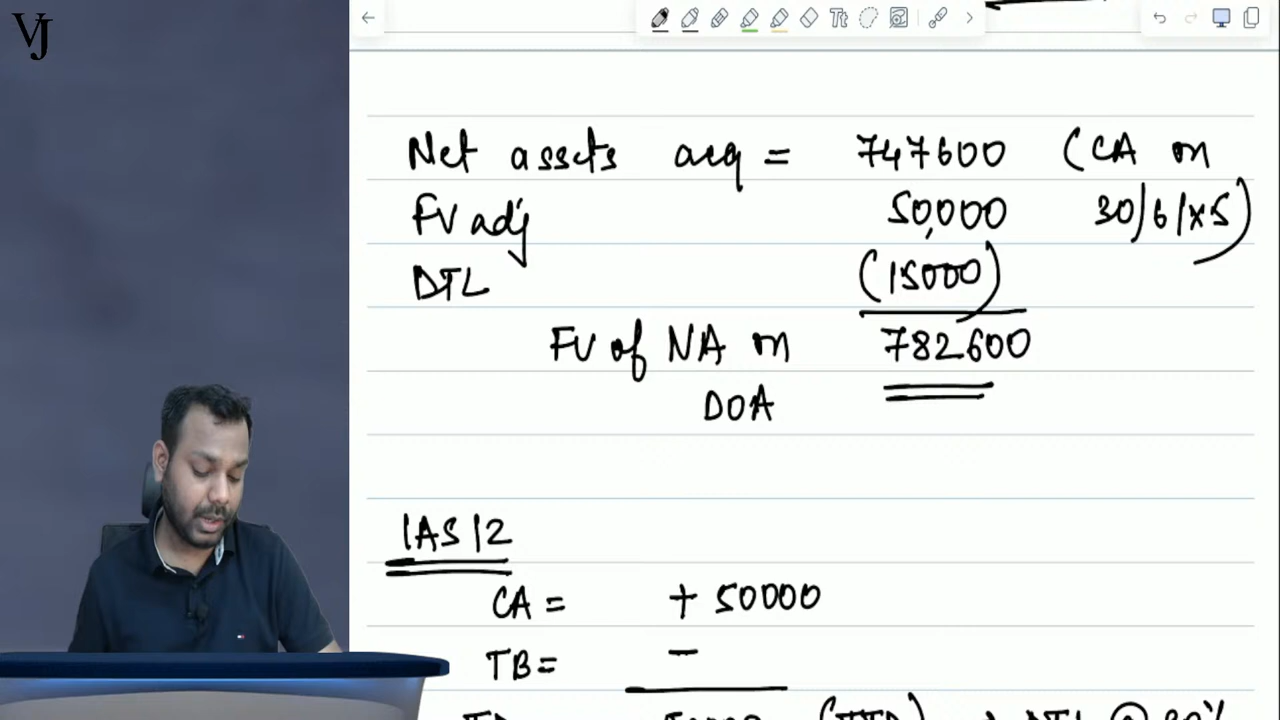 VJ
Tt
Net assets acq = 747600 (CA on
FV adj 50,000 30/6/x5)
DTL (15000)
FV of NA on 782600
DOA
IAS 12
CA = + 50000
TB = -